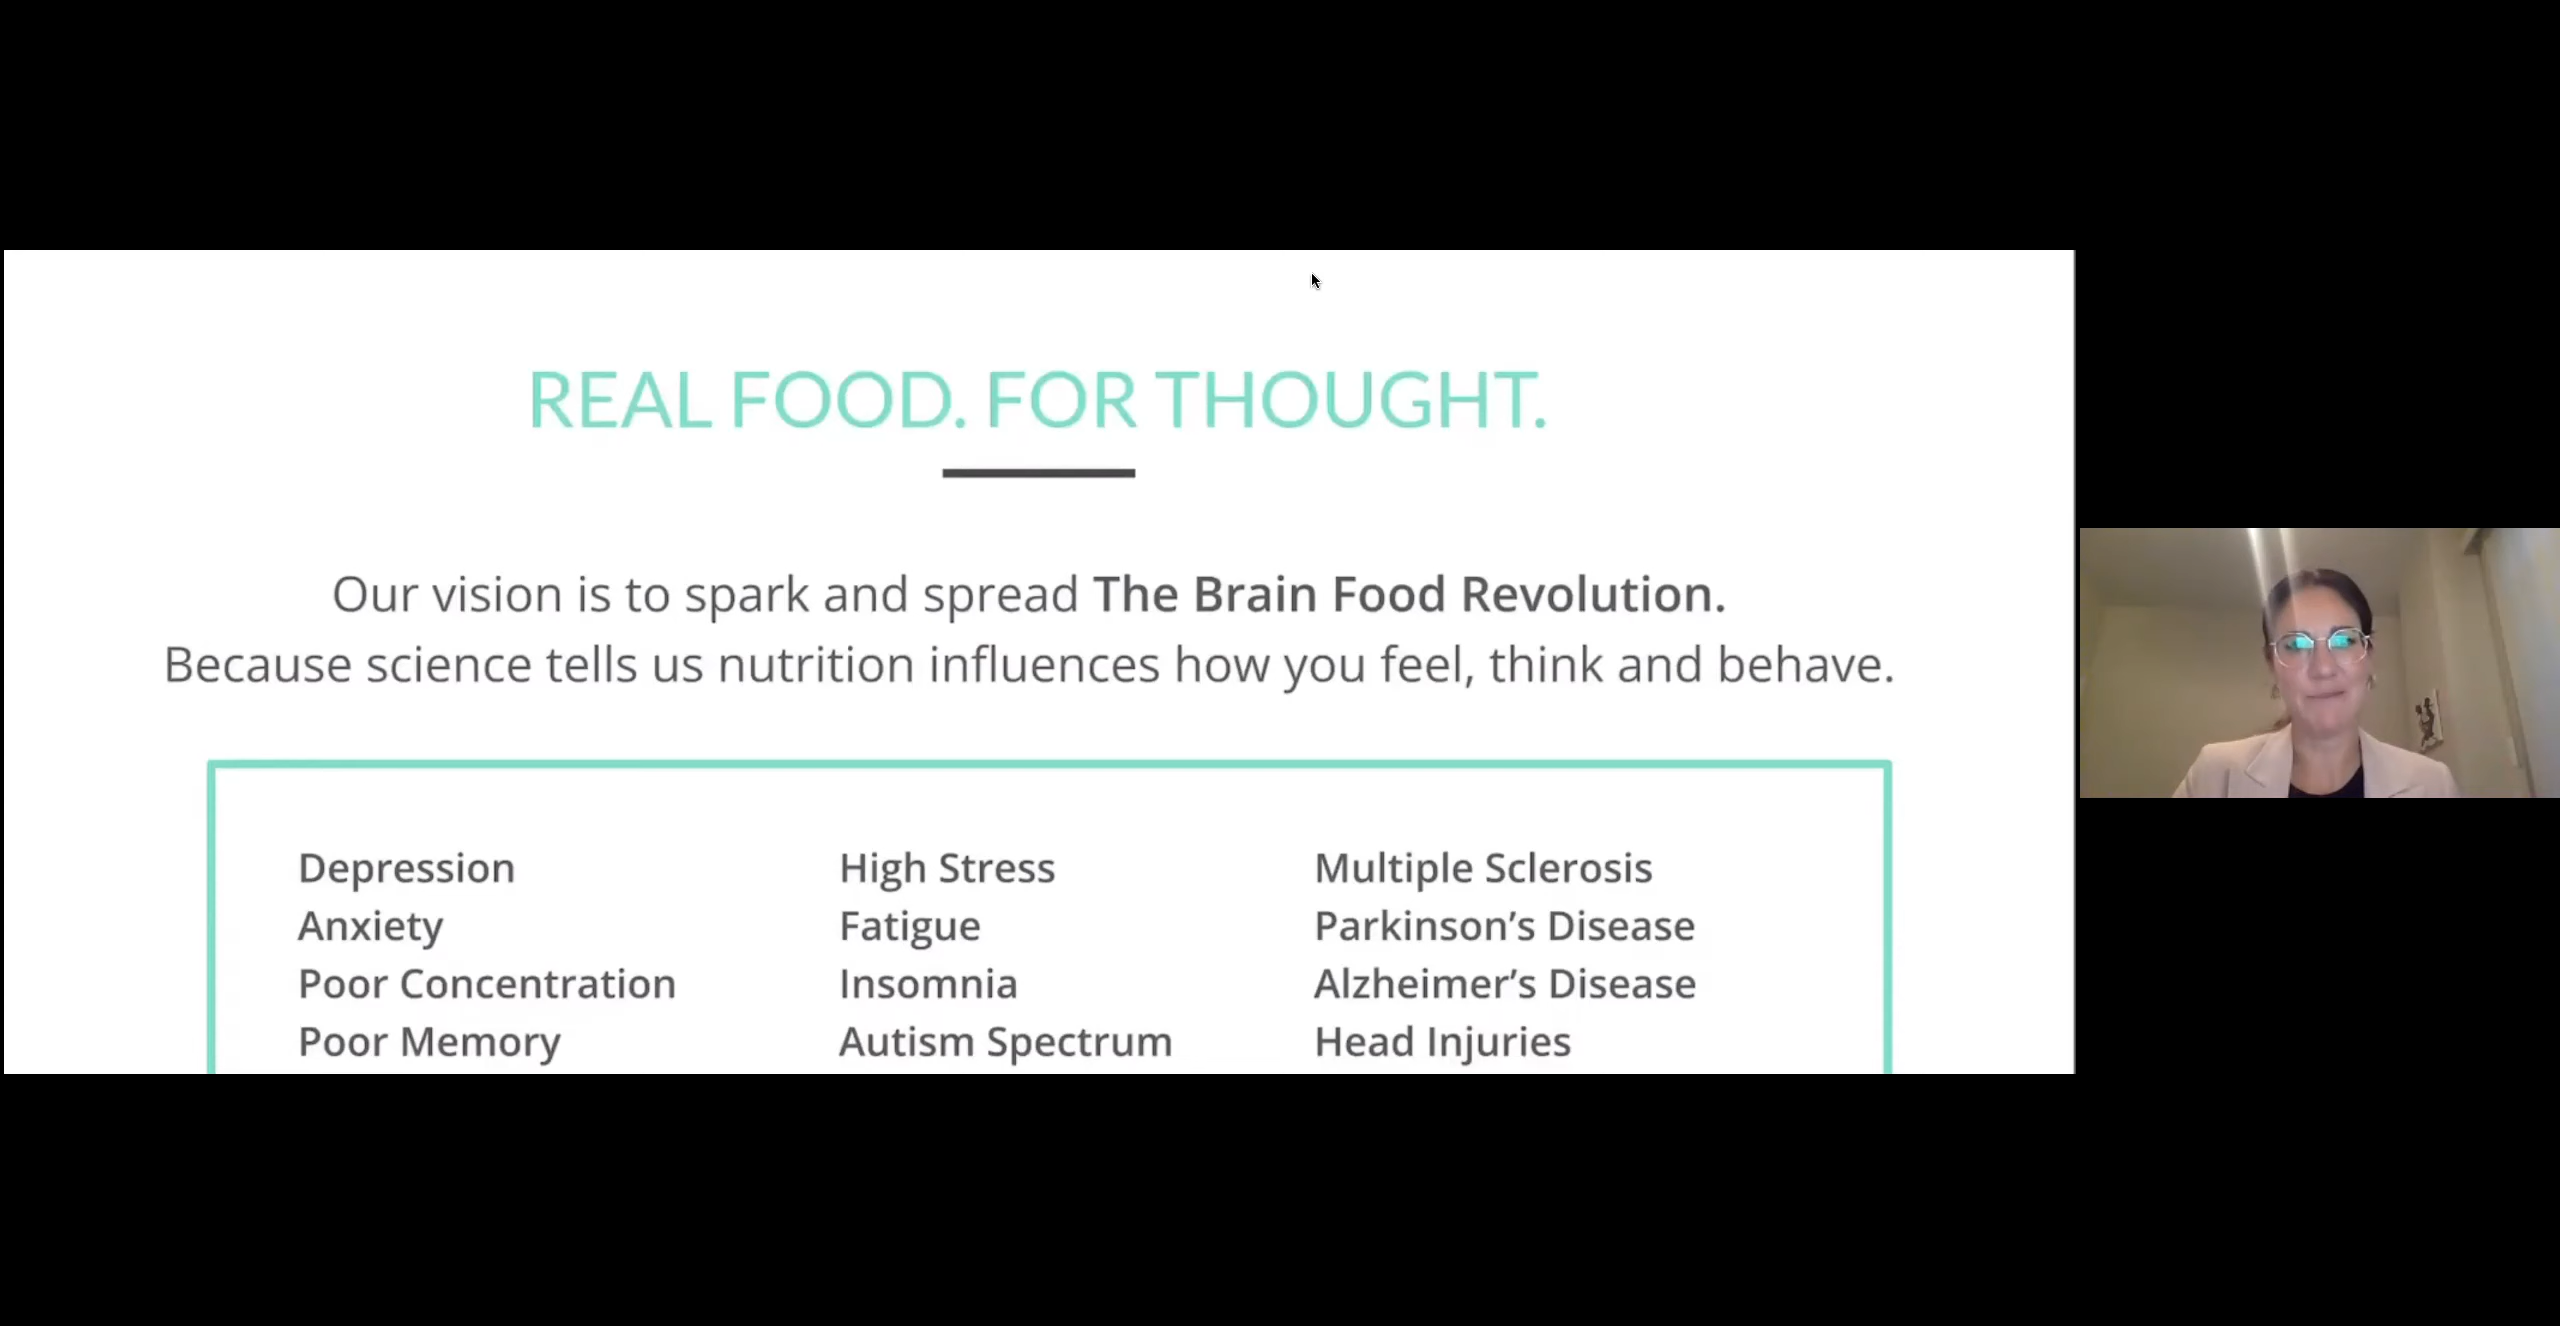 REAL FOOD. FOR THOUGHT.
Our vision is to spark and spread The Brain Food Revolution.
Because science tells us nutrition influences how you feel, think and behave.
Depression
Anxiety
Poor Concentration
Poor Memory
High Stress
Fatigue
Insomnia
Autism Spectrum
Multiple Sclerosis
Parkinson’s Disease
Alzheimer’s Disease
Head Injuries